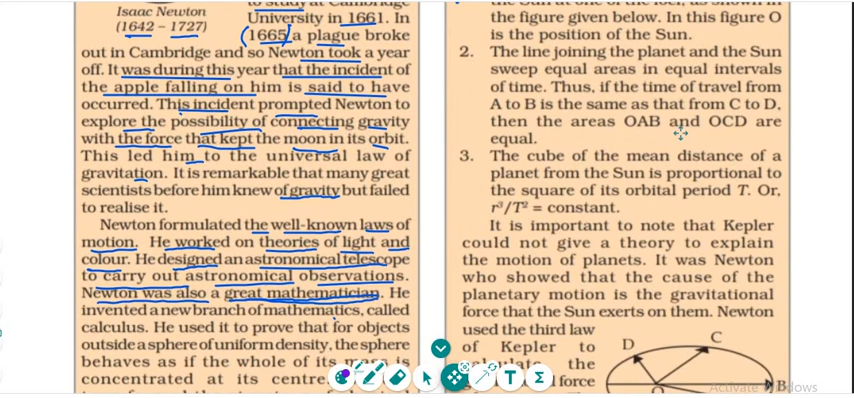 Isaac Newton
(1642 – 1727)
to study at Cambridge
University in 1661. In
1665 a plague broke
out in Cambridge and so Newton took a year
off. It was during this year that the incident of
the apple falling on him is said to have
occurred. This incident prompted Newton to
explore the possibility of connecting gravity
with the force that kept the moon in its orbit.
This led him to the universal law of
gravitation. It is remarkable that many great
scientists before him knew of gravity but failed
to realise it.
Newton formulated the well-known laws of
motion. He worked on theories of light and
colour. He designed an astronomical telescope
to carry out astronomical observations.
Newton was also a great mathematician. He
invented a new branch of mathematics, called
calculus. He used it to prove that for objects
outside a sphere of uniform density, the sphere
behaves as if the whole of its mass is
concentrated at its centre.
the figure given below. In this figure O
is the position of the Sun.
2. The line joining the planet and the Sun
sweep equal areas in equal intervals
of time. Thus, if the time of travel from
A to B is the same as that from C to D,
then the areas OAB and OCD are
equal.
3. The cube of the mean distance of a
planet from the Sun is proportional to
the square of its orbital period T. Or,
r³/T² = constant.
It is important to note that Kepler
could not give a theory to explain
the motion of planets. It was Newton
who showed that the cause of the
planetary motion is the gravitational
force that the Sun exerts on them. Newton
used the third law
of Kepler to
calculate the
force
D
C
B
T
Σ
Activate Windows